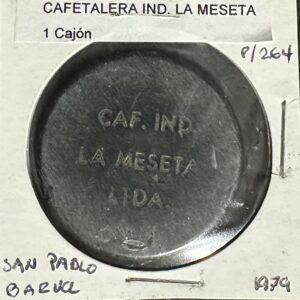 CAFETALERA IND. LA MESETA
1 Cajón
P/264
CAF. IND.
LA MESETA
LTDA.
SAN PABLO
BARVA
1979